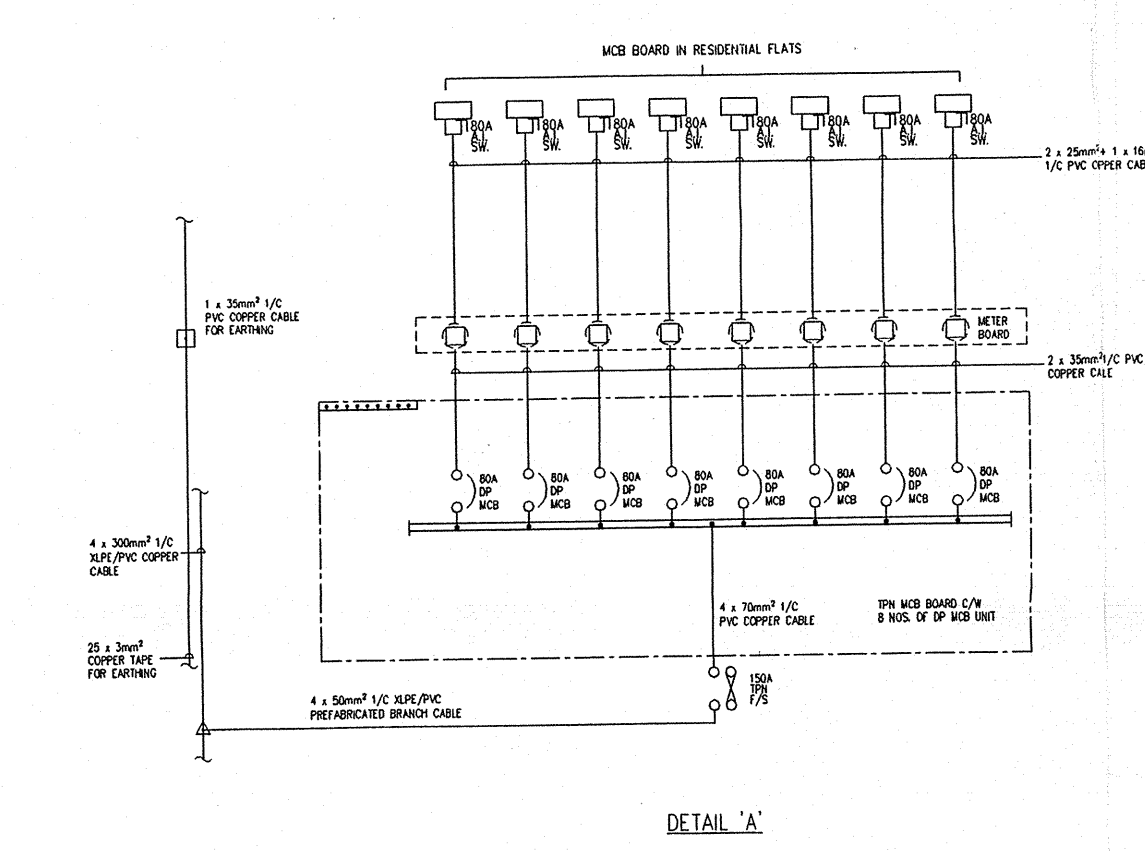 MCB BOARD IN RESIDENTIAL FLATS
80A
A.I.
SW.
80A
A.I.
SW.
80A
A.I.
SW.
80A
A.I.
SW.
80A
A.I.
SW.
80A
A.I.
SW.
80A
A.I.
SW.
80A
A.I.
SW.
2 x 25mm²+ 1 x 16
1/C PVC CPPER CAB
1 x 35mm² 1/C
PVC COPPER CABLE
FOR EARTHING
METER
BOARD
2 x 35mm²1/C PVC
COPPER CALE
80A
DP
MCB
80A
DP
MCB
80A
DP
MCB
80A
DP
MCB
80A
DP
MCB
80A
DP
MCB
80A
DP
MCB
80A
DP
MCB
4 x 300mm² 1/C
XLPE/PVC COPPER
CABLE
4 x 70mm² 1/C
PVC COPPER CABLE
TPN MCB BOARD C/W
8 NOS. OF DP MCB UNIT
25 x 3mm²
COPPER TAPE
FOR EARTHING
150A
TPN
F/S
4 x 50mm² 1/C XLPE/PVC
PREFABRICATED BRANCH CABLE
DETAIL 'A'